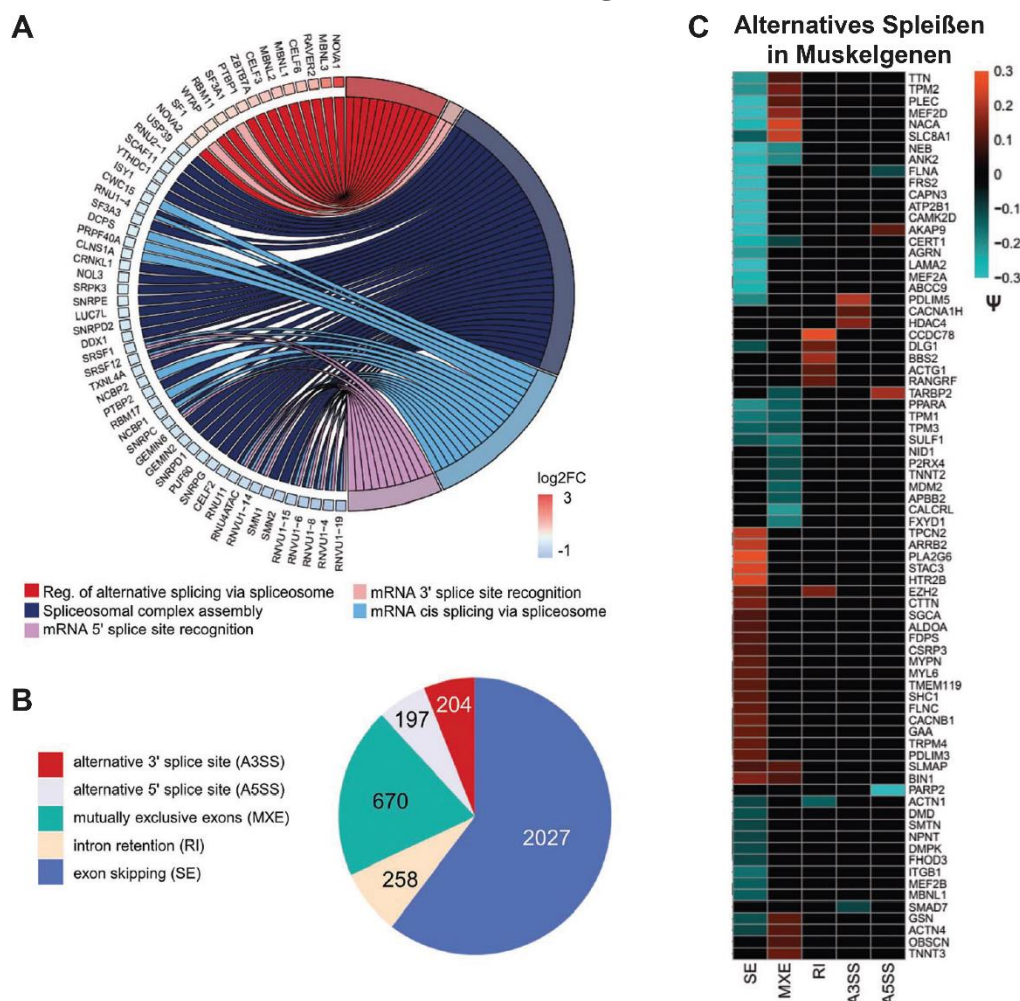 A
NOVA1
MBNL3
RAVER2
CELF6
MBNL1
MBNL2
CELF3
ZBTB7A
PTBP1
SF3A1
RBM11
WTAP
SF1
NOVA2
USP39
RNU2-1
SCAF11
YTHDC1
ISY1
CWC15
RNU1-4
SF3A3
DCPS
PRPF40A
CLNS1A
CRNKL1
NOL3
SRPK3
SNRPE
LUC7L
SNRPD2
DDX1
SRSF1
SRSF12
TXNL4A
NCBP2
PTBP2
RBM17
NCBP1
SNRPC
GEMIN6
GEMIN2
SNRPD1
PUF60
SNRPG
CELF2
RNU11
RNU4ATAC
RNVU1-14
SMN1
SMN2
RNVU1-15
RNVU1-6
RNVU1-8
RNVU1-4
RNVU1-19
log2FC
3
-1
Reg. of alternative splicing via spliceosome
mRNA 3' splice site recognition
Spliceosomal complex assembly
mRNA cis splicing via spliceosome
mRNA 5' splice site recognition
B
alternative 3' splice site (A3SS)
alternative 5' splice site (A5SS)
mutually exclusive exons (MXE)
intron retention (RI)
exon skipping (SE)
204
197
670
258
2027
C
Alternatives Spleißen
in Muskelgenen
TTN
TPM2
PLEC
MEF2D
NACA
SLC8A1
NEB
ANK2
FLNA
FRS2
CAPN3
ATP2B1
CAMK2D
AKAP9
CERT1
AGRN
LAMA2
MEF2A
ABCC9
PDLIM5
CACNA1H
HDAC4
CCDC78
DLG1
BBS2
ACTG1
RANGRF
TARBP2
PPARA
TPM1
TPM3
SULF1
NID1
P2RX4
TNNT2
MDM2
APBB2
CALCRL
FXYD1
TPCN2
ARRB2
PLA2G6
STAC3
HTR2B
EZH2
CTTN
SGCA
ALDOA
FDPS
CSRP3
MYPN
MYL6
TMEM119
SHC1
FLNC
CACNB1
GAA
TRPM4
PDLIM3
SLMAP
BIN1
PARP2
ACTN1
DMD
SMTN
NPNT
DMPK
FHOD3
ITGB1
MEF2B
MBNL1
SMAD7
GSN
ACTN4
OBSCN
TNNT3
SE
MXE
RI
A3SS
A5SS
0.3
0.2
0.1
0
−0.1
−0.2
−0.3
Ψ